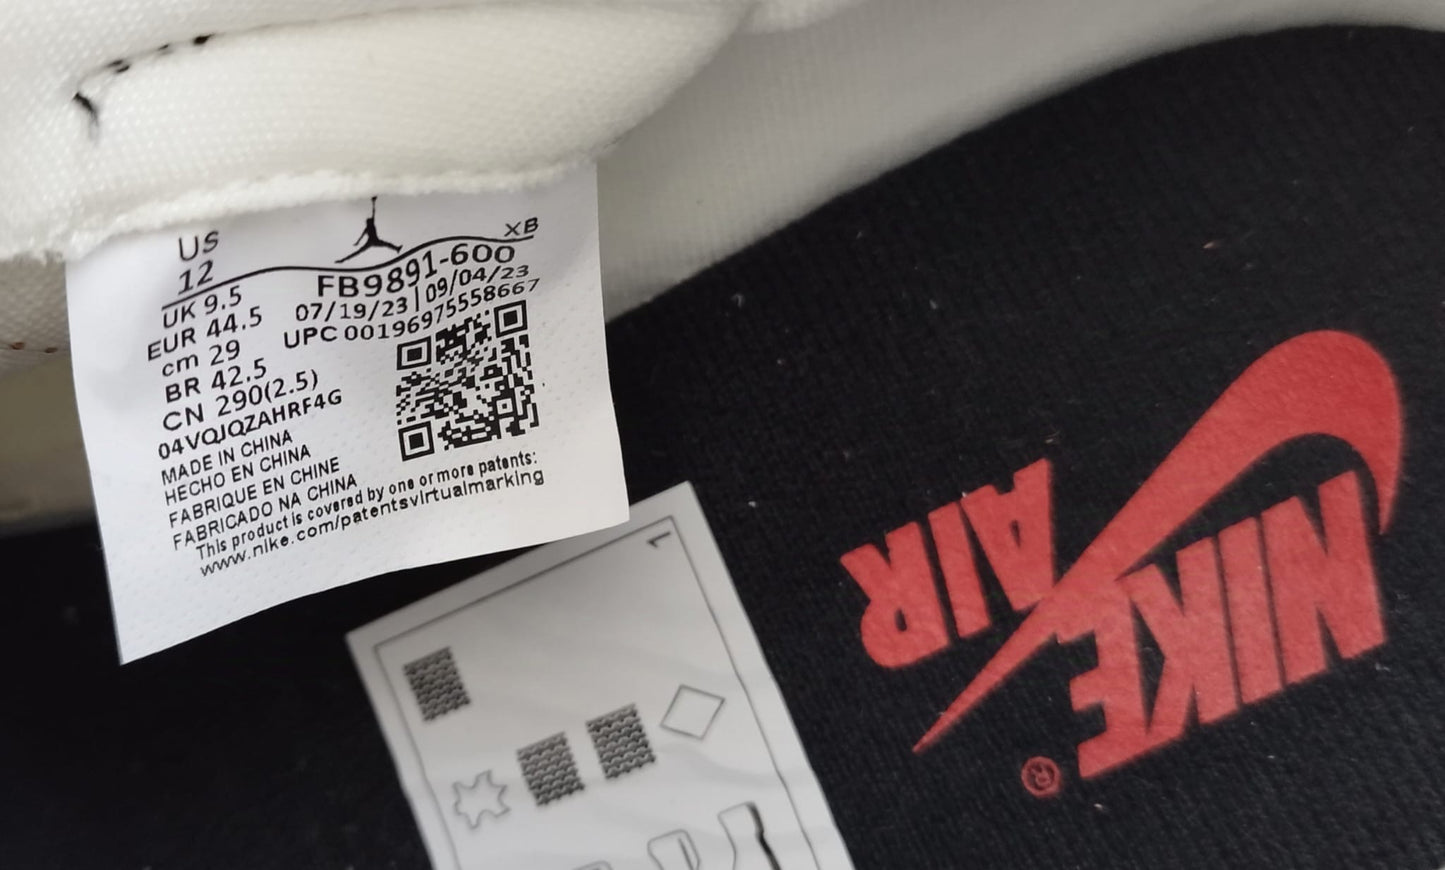 US
12
UK 9.5
EUR 44.5
cm 29
BR 42.5
CN 290(2.5)
04VQJQZAHRF4G
XB
FB9891-600
07/19/23 | 09/04/23
UPC 00196975558667
MADE IN CHINA
HECHO EN CHINA
FABRIQUE EN CHINE
FABRICADO NA CHINA
This product is covered by one or more patents:
www.nike.com/patentsvirtualmarking
1
NIKE
AIR
®